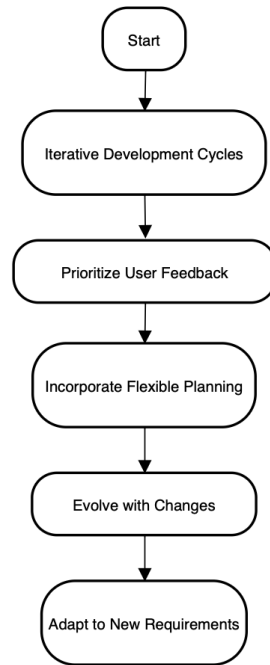 Start
Iterative Development Cycles
Prioritize User Feedback
Incorporate Flexible Planning
Evolve with Changes
Adapt to New Requirements